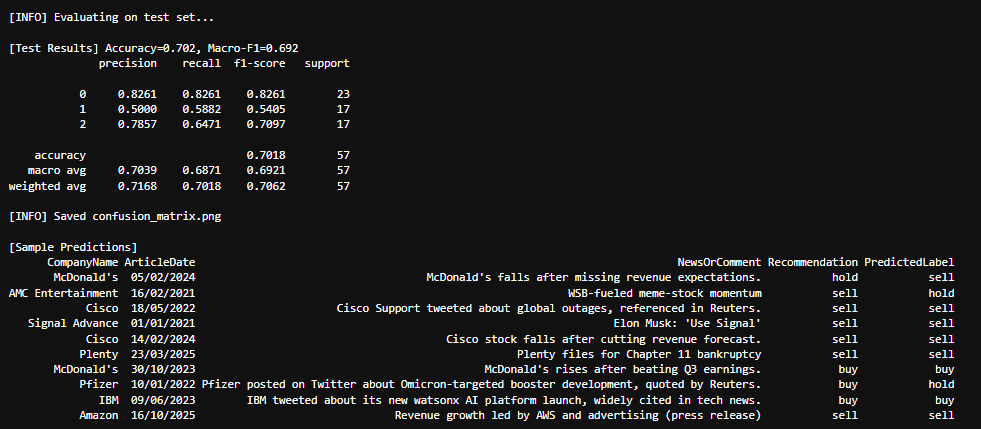 [INFO] Evaluating on test set...
[Test Results] Accuracy=0.702, Macro-F1=0.692
precision recall f1-score support
0 0.8261 0.8261 0.8261 23
1 0.5000 0.5882 0.5405 17
2 0.7857 0.6471 0.7097 17
accuracy 0.7018 57
macro avg 0.7039 0.6871 0.6921 57
weighted avg 0.7168 0.7018 0.7062 57
[INFO] Saved confusion_matrix.png
[Sample Predictions]
CompanyName ArticleDate NewsOrComment Recommendation PredictedLabel
McDonald's 05/02/2024 McDonald's falls after missing revenue expectations. hold sell
AMC Entertainment 16/02/2021 WSB-fueled meme-stock momentum sell hold
Cisco 18/05/2022 Cisco Support tweeted about global outages, referenced in Reuters. sell sell
Signal Advance 01/01/2021 Elon Musk: 'Use Signal' sell sell
Cisco 14/02/2024 Cisco stock falls after cutting revenue forecast. sell sell
Plenty 23/03/2025 Plenty files for Chapter 11 bankruptcy sell sell
McDonald's 30/10/2023 McDonald's rises after beating Q3 earnings. buy buy
Pfizer 10/01/2022 Pfizer posted on Twitter about Omicron-targeted booster development, quoted by Reuters. buy hold
IBM 09/06/2023 IBM tweeted about its new watsonx AI platform launch, widely cited in tech news. buy buy
Amazon 16/10/2025 Revenue growth led by AWS and advertising (press release) sell sell